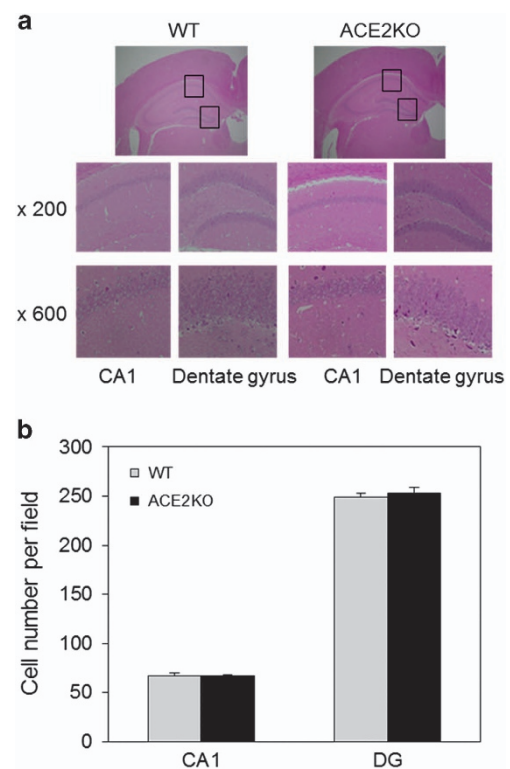 a
WT ACE2KO
x 200
x 600
CA1 Dentate gyrus CA1 Dentate gyrus
b
300
250
200
150
100
50
0
Cell number per field
WT
ACE2KO
CA1 DG